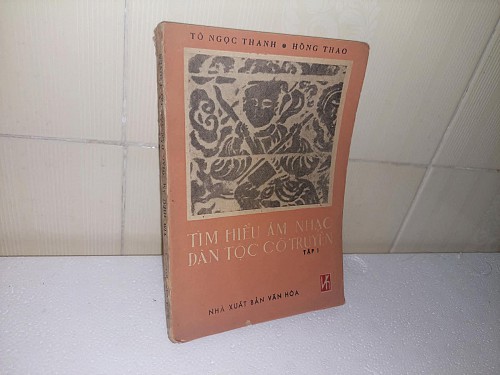 TÔ NGỌC THANH • HỒNG THAO
TÌM HIỂU ÂM NHẠC
DÂN TỘC CỔ TRUYỀN
TẬP I
NHÀ XUẤT BẢN VĂN HÓA